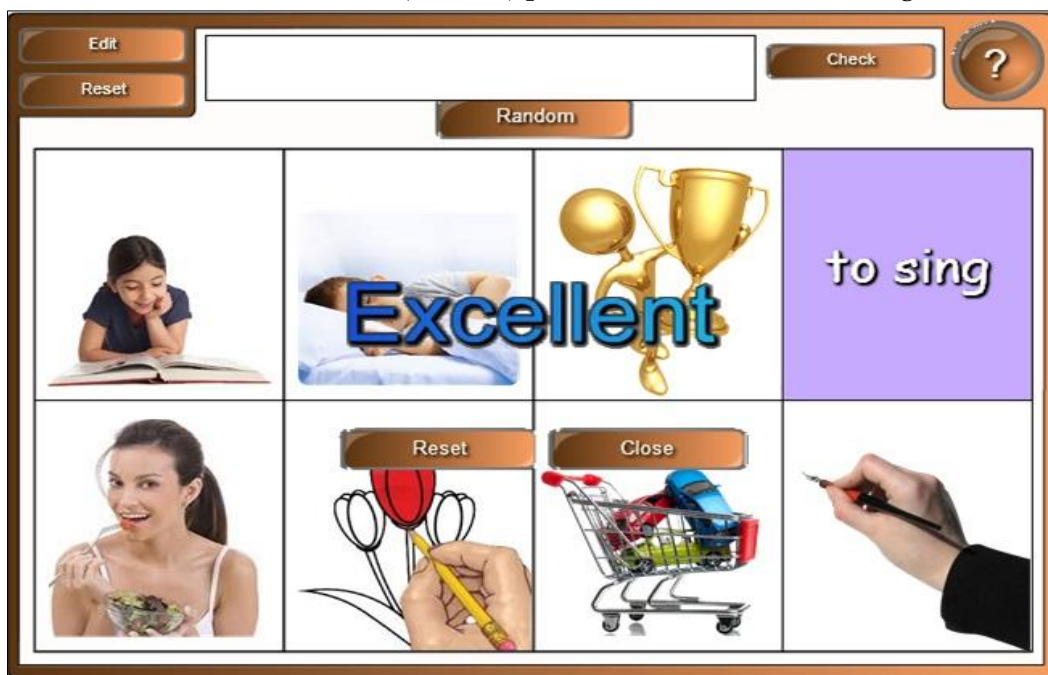 Edit
Check
?
Reset
Random
to sing
Excellent
Reset
Close